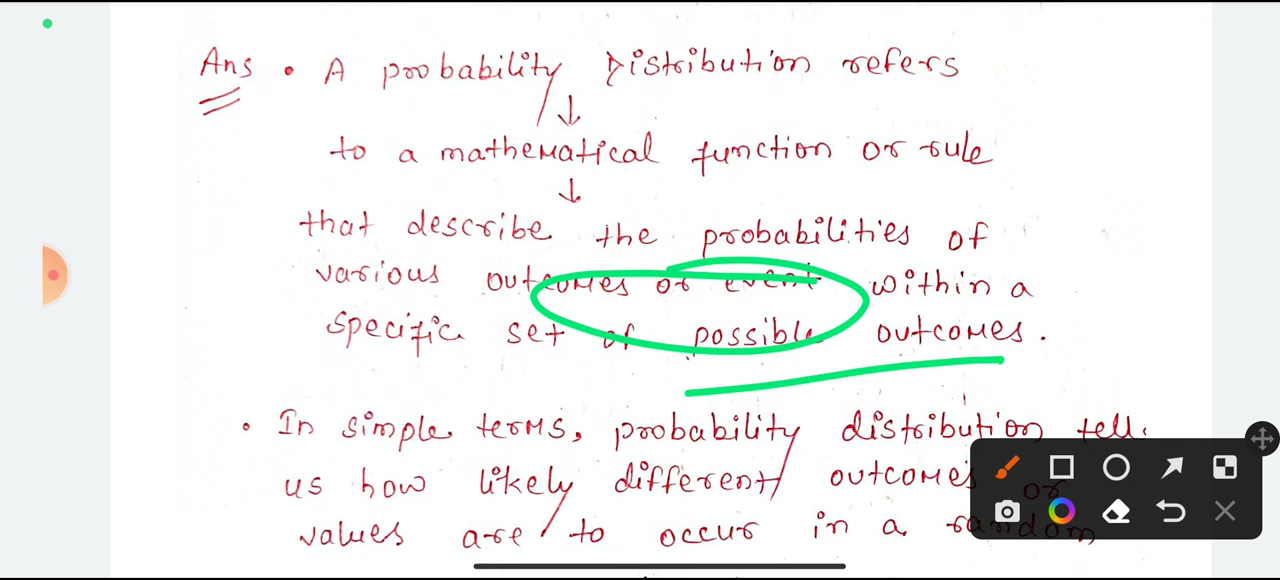 Ans • A probability Distribution refers
↓
to a mathematical function or rule
↓
that describe the probabilities of
various outcomes or event within a
specific set of possible outcomes.
• In simple terms, probability distribution tell
us how likely different outcomes or
values are to occur in a random